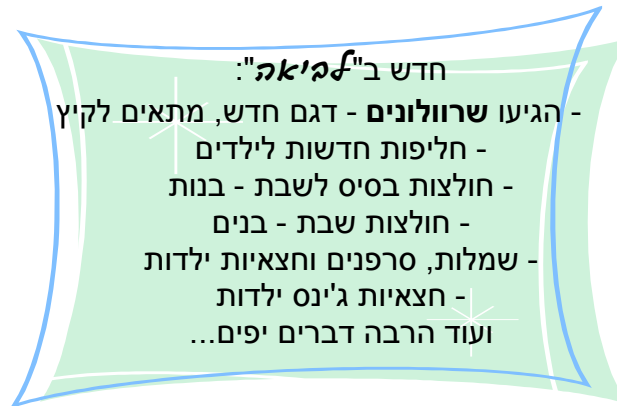 חדש ב"לביאה":
- הגיעו שרוולונים - דגם חדש, מתאים לקיץ
- חליפות חדשות לילדים
- חולצות בסיס לשבת - בנות
- חולצות שבת - בנים
- שמלות, סרפנים וחצאיות ילדות
- חצאיות ג'ינס ילדות
ועוד הרבה דברים יפים...